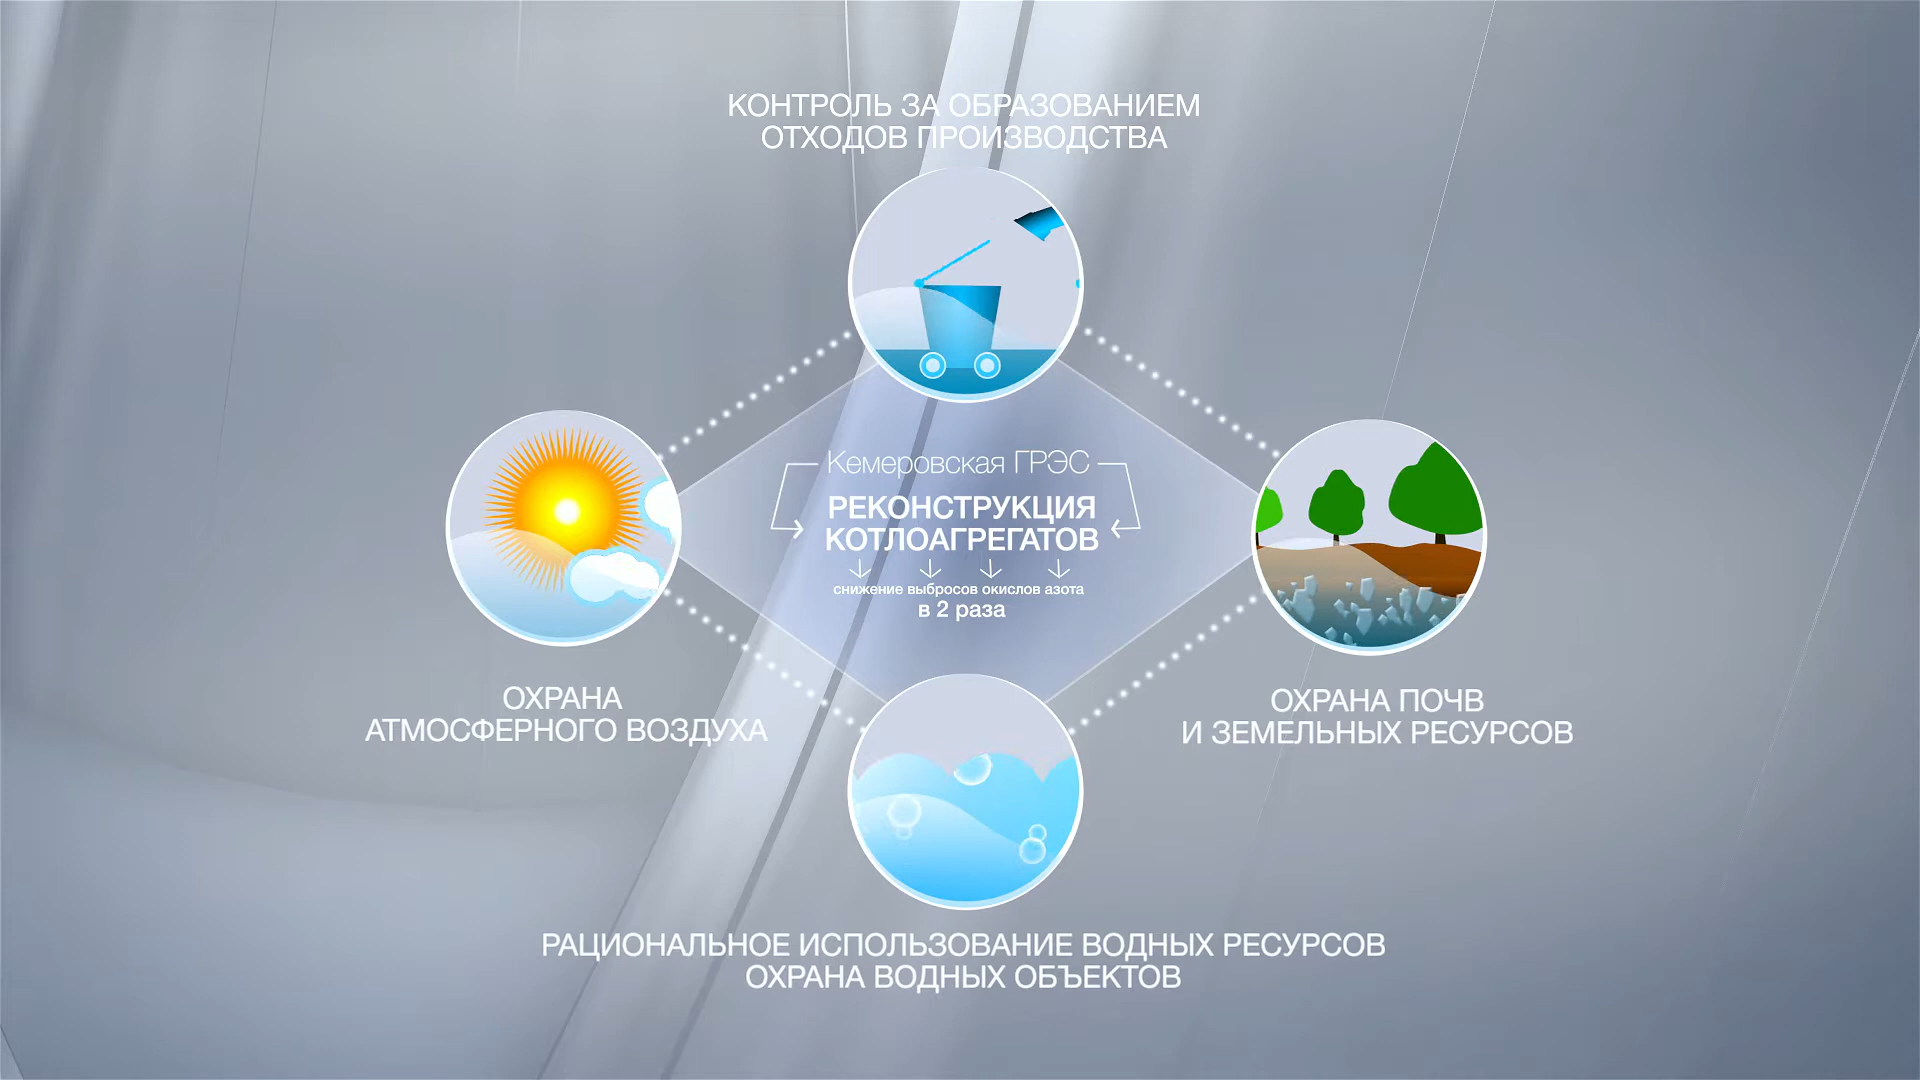 КОНТРОЛЬ ЗА ОБРАЗОВАНИЕМ
ОТХОДОВ ПРОИЗВОДСТВА
Кемеровская ГРЭС
РЕКОНСТРУКЦИЯ
КОТЛОАГРЕГАТОВ
снижение выбросов окислов азота
в 2 раза
ОХРАНА
АТМОСФЕРНОГО ВОЗДУХА
ОХРАНА ПОЧВ
И ЗЕМЕЛЬНЫХ РЕСУРСОВ
РАЦИОНАЛЬНОЕ ИСПОЛЬЗОВАНИЕ ВОДНЫХ РЕСУРСОВ
ОХРАНА ВОДНЫХ ОБЪЕКТОВ